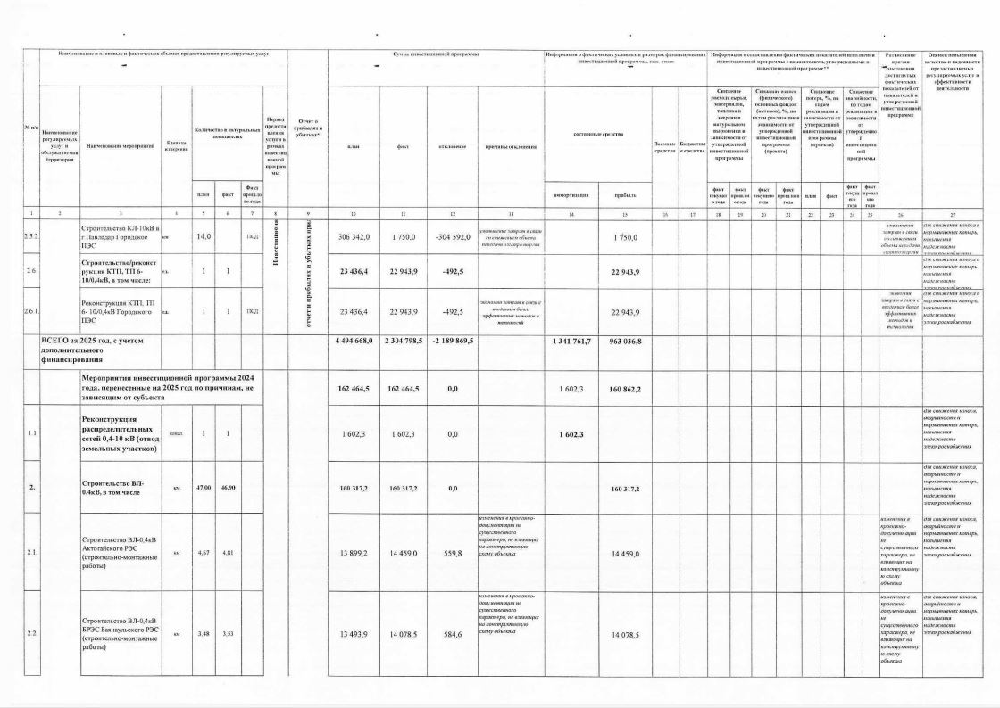 Наименование о плановых и фактических объемах предоставления регулируемых услуг
Сумма инвестиционной программы
Информация о фактических условиях и размерах финансирования инвестиционной программы, тыс. тенге
Информация о сопоставлении фактических показателей исполнения инвестиционной программы с показателями, утвержденными в инвестиционной программе**
Разъяснение причин отклонения достигнутых фактических показателей от показателей в утвержденной инвестиционной программе
Оценка повышения качества и надежности предоставляемых регулируемых услуг и эффективности деятельности
№ п/п
Наименование регулируемых услуг и обслуживаемая территория
Наименование мероприятий
Единица измерения
Количество в натуральных показателях
Период предоставления услуги в рамках инвестиционной программы
Отчет о прибылях и убытках*
план
факт
отклонение
причины отклонения
собственные средства
Заемные средства
Бюджетные средства
Снижение расхода сырья, материалов, топлива и энергии в натуральном выражении в зависимости от утвержденной инвестиционной программы
Снижение износа (физического) основных фондов (активов), %, по годам реализации в зависимости от утвержденной инвестиционной программы (проекта)
Снижение потерь, %, по годам реализации в зависимости от утвержденной инвестиционной программы (проекта)
Снижение аварийности, по годам реализации в зависимости от утвержденной инвестиционной программы
план
факт
Факт прошлого года
амортизация
прибыль
факт текущего года
факт прошлого года
факт текущего года
факт прошлого года
план
факт
факт текущего года
факт прошлого года
1 2 3 4 5 6 7 8 9 10 11 12 13 14 15 16 17 18 19 20 21 22 23 24 25 26 27
Инвестиционная
отчет и прибылях и убытках при
2.5.2
Строительство КЛ-10кВ в
г Павлодар Городское
ПЭС
км 14,0 ПСД 306 342,0 1 750,0 -304 592,0
уменьшение затрат в связи
со снижением объема
передачи электроэнергии
1 750,0
уменьшение
затрат в связи
со снижением
объема передачи
электроэнергии
для снижения износа и
нормативных потерь,
повышения
надежности
электроснабжения
2.6
Строительство/реконст
рукция КТП, ТП 6-
10/0,4кВ, в том числе:
ед. 1 1 23 436,4 22 943,9 -492,5 22 943,9
для снижения износа и
нормативных потерь,
повышения
надежности
электроснабжения
2.6.1.
Реконструкция КТП, ТП
6- 10/0,4кВ Городского
ПЭС
ед. 1 1 ПСД 23 436,4 22 943,9 -492,5
экономия затрат в связи с
введением более
эффективных методов и
технологий
22 943,9
экономия
затрат в связи с
введением более
эффективных
методов и
технологий
для снижения износа и
нормативных потерь,
повышения
надежности
электроснабжения
ВСЕГО за 2025 год, с учетом
дополнительного
финансирования
4 494 668,0 2 304 798,5 -2 189 869,5 1 341 761,7 963 036,8
Мероприятия инвестиционной программы 2024
года, перенесенные на 2025 год по причинам, не
зависящим от субъекта
162 464,5 162 464,5 0,0 1 602,3 160 862,2
1.1
Реконструкция
распределительных
сетей 0,4-10 кВ (отвод
земельных участков)
1 1 1 602,3 1 602,3 0,0 1 602,3
для снижения износа,
аварийности и
нормативных потерь,
повышения
надежности
электроснабжения
2.
Строительство ВЛ-
0,4кВ, в том числе
км 47,00 46,90 160 317,2 160 317,2 0,0 160 317,2
для снижения износа,
аварийности и
нормативных потерь,
повышения
надежности
электроснабжения
2.1.
Строительство ВЛ-0,4кВ
Актогайского РЭС
(строительно-монтажные
работы)
км 4,67 4,81 13 899,2 14 459,0 559,8
изменения в проектно-
документации не
существенного
характера, не влияющих
на конструктивную
схему объекта
14 459,0
изменения в
проектно-
документации
не
существенного
характера, не
влияющих на
конструктивну
ю схему
объекта
для снижения износа,
аварийности и
нормативных потерь,
повышения
надежности
электроснабжения
2.2.
Строительство ВЛ-0,4кВ
БРЭС Баянаульского РЭС
(строительно-монтажные
работы)
км 3,48 3,53 13 493,9 14 078,5 584,6
изменения в проектно-
документации не
существенного
характера, не влияющих
на конструктивную
схему объекта
14 078,5
изменения в
проектно-
документации
не
существенного
характера, не
влияющих на
конструктивну
ю схему
объекта
для снижения износа,
аварийности и
нормативных потерь,
повышения
надежности
электроснабжения